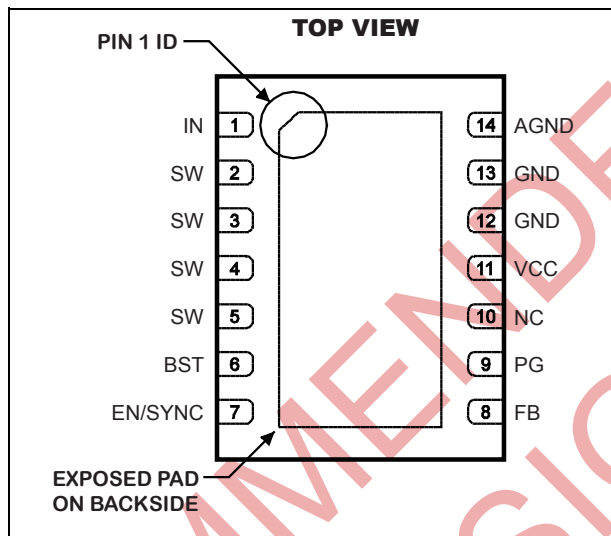 TOP VIEW
PIN 1 ID
IN 1 14 AGND
SW 2 13 GND
SW 3 12 GND
SW 4 11 VCC
SW 5 10 NC
BST 6 9 PG
EN/SYNC 7 8 FB
EXPOSED PAD
ON BACKSIDE